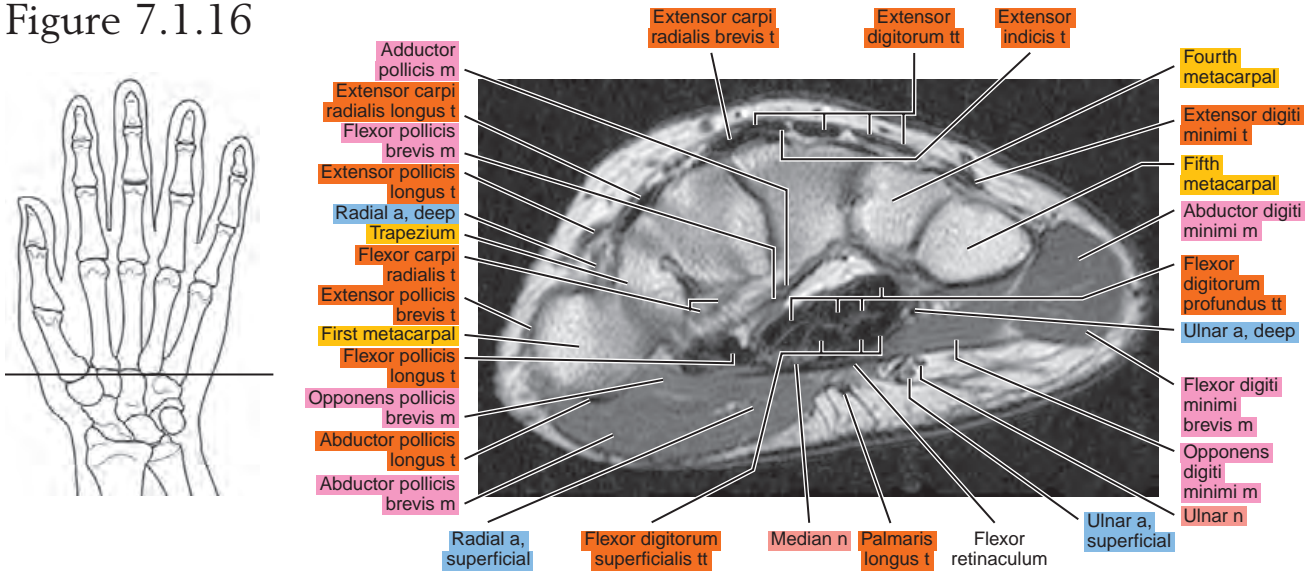 Figure 7.1.16
Extensor carpi
radialis brevis t
Extensor
digitorum tt
Extensor
indicis t
Adductor
pollicis m
Extensor carpi
radialis longus t
Flexor pollicis
brevis m
Extensor pollicis
longus t
Radial a, deep
Trapezium
Flexor carpi
radialis t
Extensor pollicis
brevis t
First metacarpal
Flexor pollicis
longus t
Opponens pollicis
brevis m
Abductor pollicis
longus t
Abductor pollicis
brevis m
Fourth
metacarpal
Extensor digiti
minimi t
Fifth
metacarpal
Abductor digiti
minimi m
Flexor
digitorum
profundus tt
Ulnar a, deep
Flexor digiti
minimi
brevis m
Opponens
digiti
minimi m
Ulnar n
Radial a,
superficial
Flexor digitorum
superficialis tt
Median n
Palmaris
longus t
Flexor
retinaculum
Ulnar a,
superficial